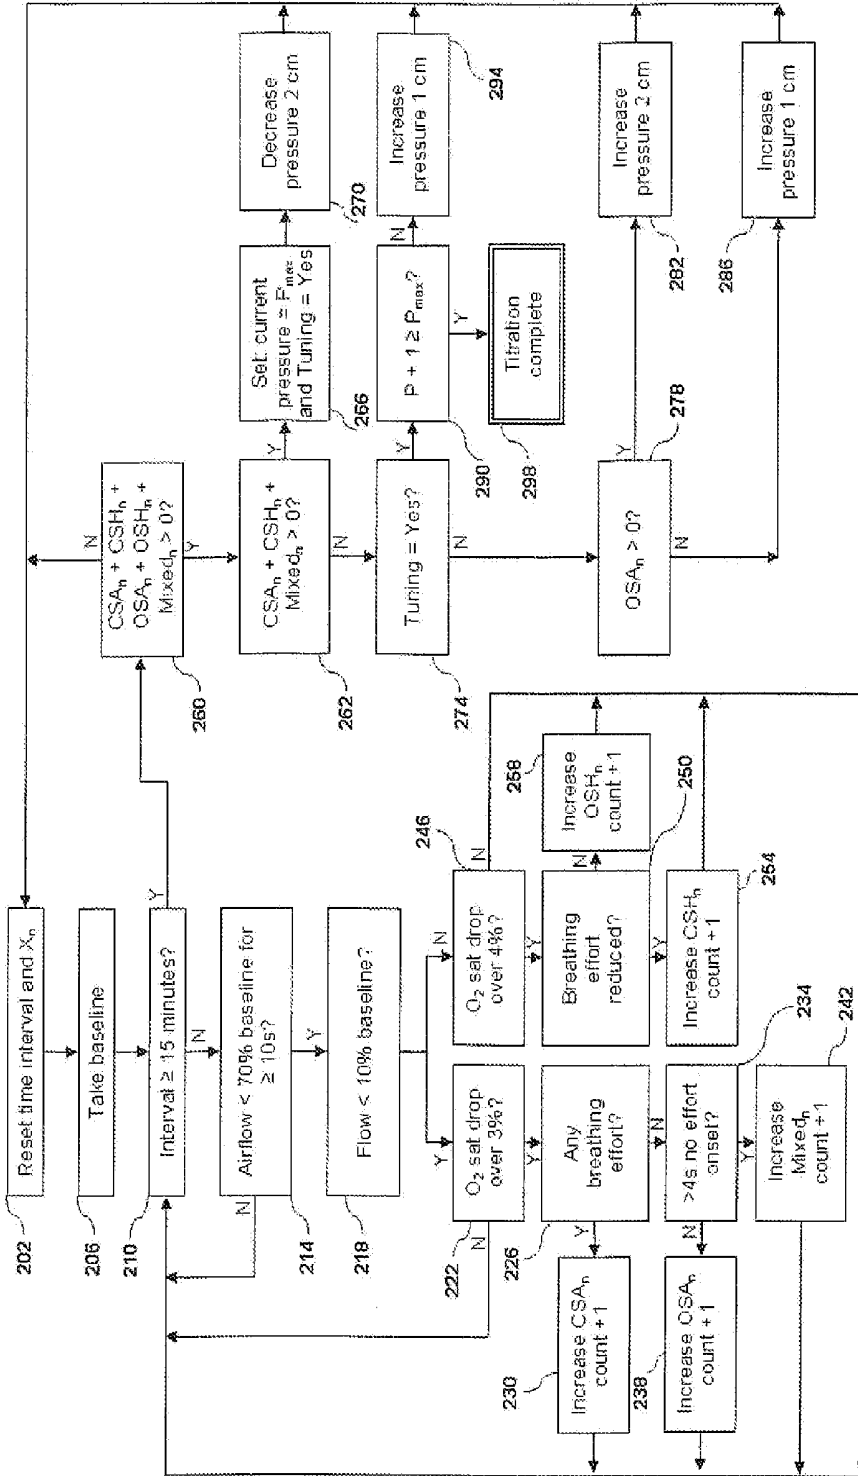 Reset time interval and Xn
202
Take baseline
206
Interval ≥ 15 minutes?
210
Y
N
Airflow < 70% baseline for
≥ 10s?
214
N
Y
Flow < 10% baseline?
218
Y
N
O2 sat drop
over 3%?
222
N
Y
Any
breathing
effort?
226
Y
N
Increase CSAn
count +1
230
>4s no effort
onset?
234
N
Y
Increase OSAn
count +1
238
Increase
Mixedn
count +1
242
O2 sat drop
over 4%?
246
N
Y
Breathing
effort
reduced?
250
N
Y
Increase CSHn
count +1
254
Increase
OSHn
count +1
258
CSAn + CSHn +
OSAn + OSHn +
Mixedn > 0?
260
N
Y
CSAn + CSHn +
Mixedn > 0?
262
Y
N
Set current
pressure = Pmax
and Tuning = Yes
266
Decrease
pressure 2 cm
270
Tuning = Yes?
274
Y
N
P + 1 ≥ Pmax?
290
N
Y
Increase
pressure 1 cm
294
Titration
complete
298
OSAn > 0?
278
Y
N
Increase
pressure 2 cm
282
Increase
pressure 1 cm
286